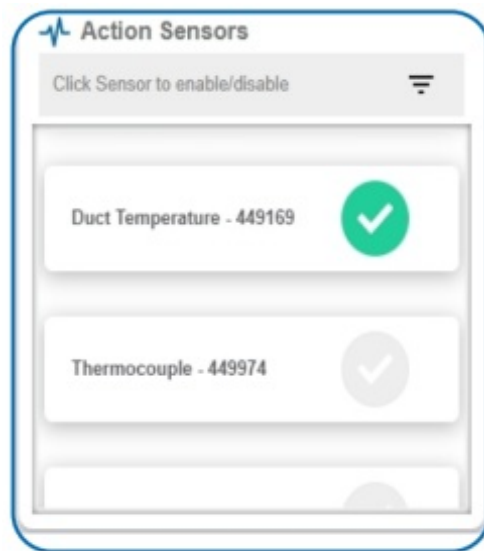 Action Sensors
Click Sensor to enable/disable
Duct Temperature - 449169
Thermocouple - 449974